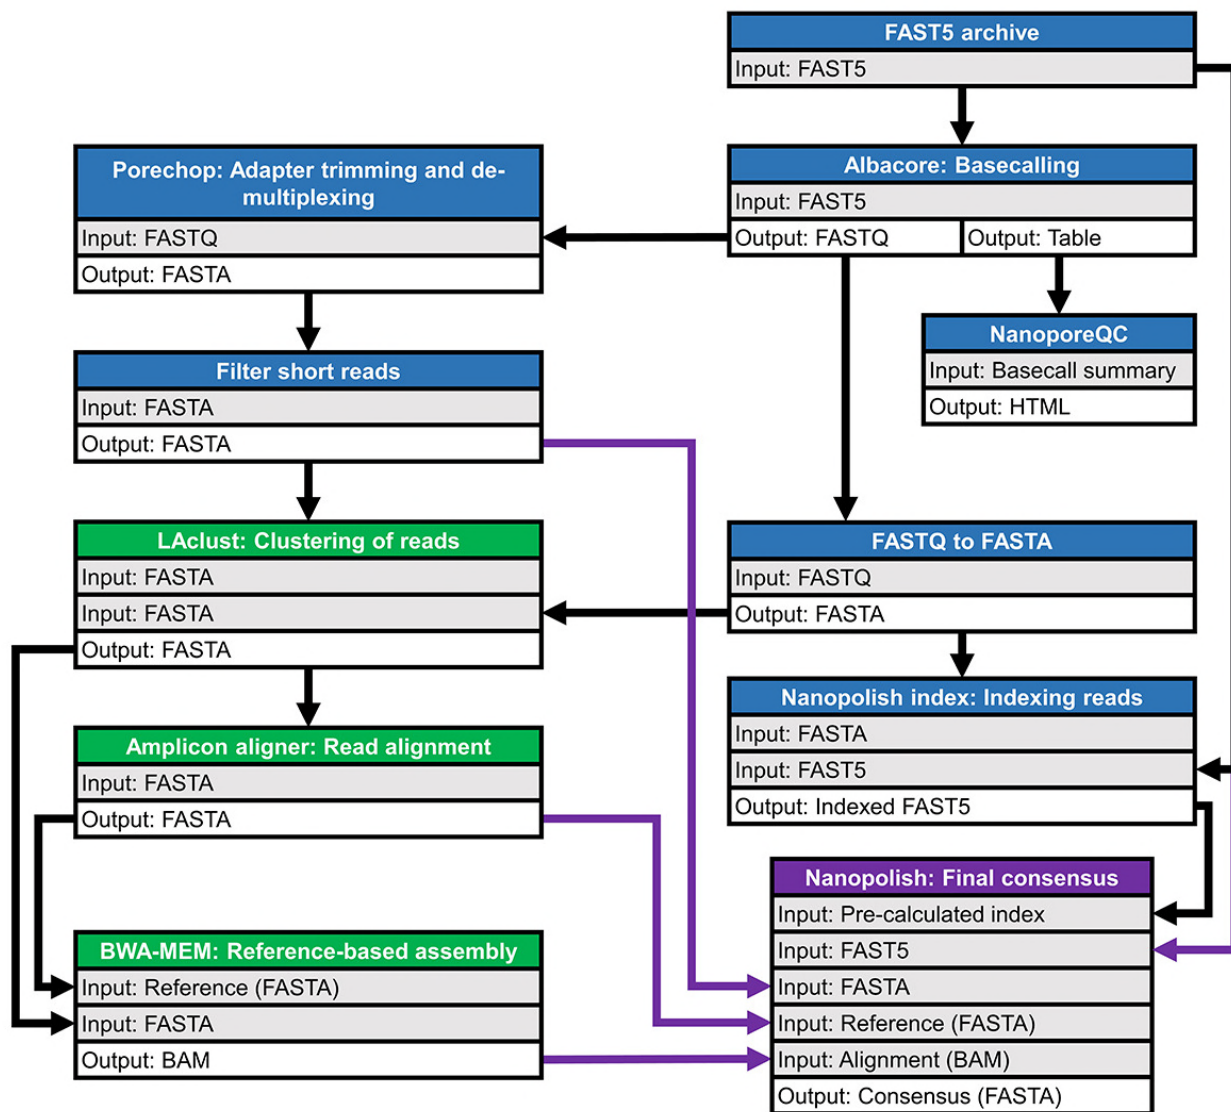 FAST5 archive
Input: FAST5
Porechop: Adapter trimming and de-
multiplexing
Input: FASTQ
Output: FASTA
Albacore: Basecalling
Input: FAST5
Output: FASTQ
Output: Table
NanoporeQC
Input: Basecall summary
Output: HTML
Filter short reads
Input: FASTA
Output: FASTA
LAclust: Clustering of reads
Input: FASTA
Input: FASTA
Output: FASTA
FASTQ to FASTA
Input: FASTQ
Output: FASTA
Nanopolish index: Indexing reads
Input: FASTA
Input: FAST5
Output: Indexed FAST5
Amplicon aligner: Read alignment
Input: FASTA
Output: FASTA
BWA-MEM: Reference-based assembly
Input: Reference (FASTA)
Input: FASTA
Output: BAM
Nanopolish: Final consensus
Input: Pre-calculated index
Input: FAST5
Input: FASTA
Input: Reference (FASTA)
Input: Alignment (BAM)
Output: Consensus (FASTA)